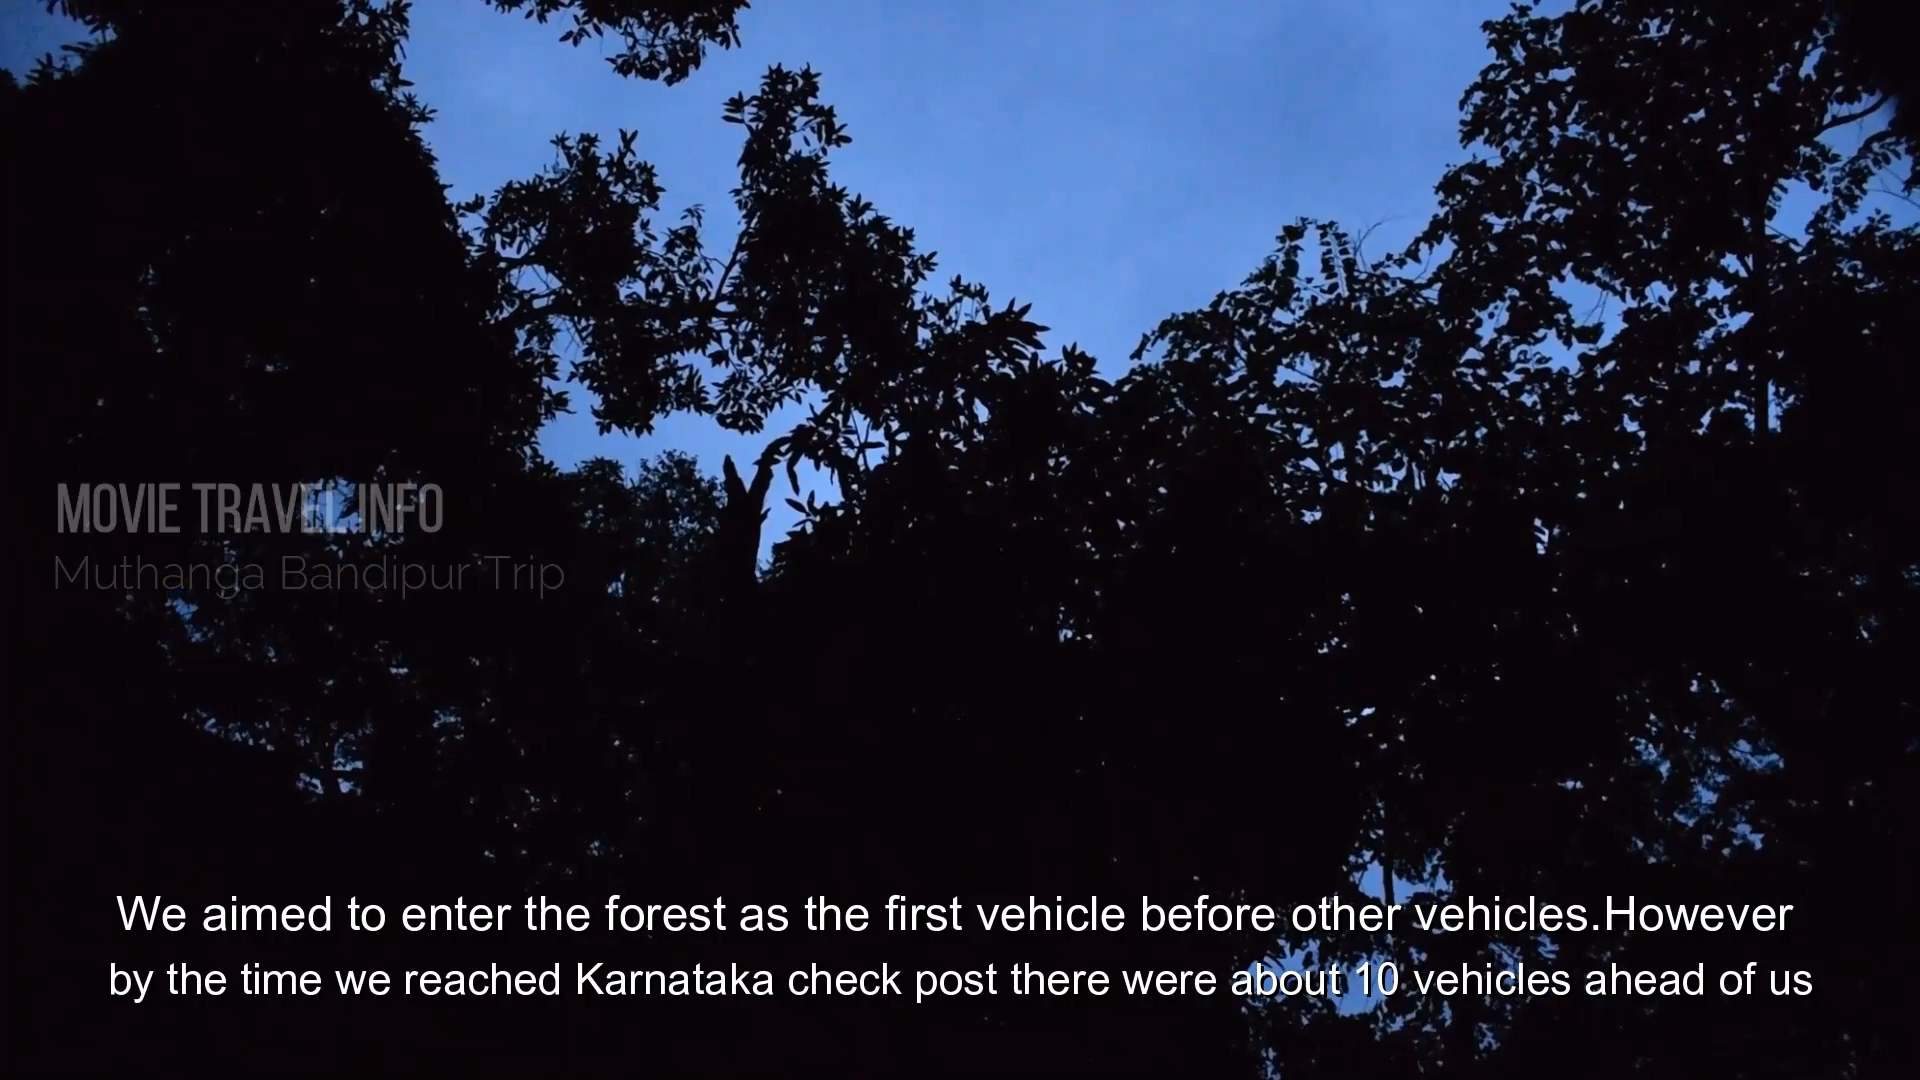 MOVIE TRAVEL.INFO
Muthanga Bandipur Trip
We aimed to enter the forest as the first vehicle before other vehicles.However
by the time we reached Karnataka check post there were about 10 vehicles ahead of us